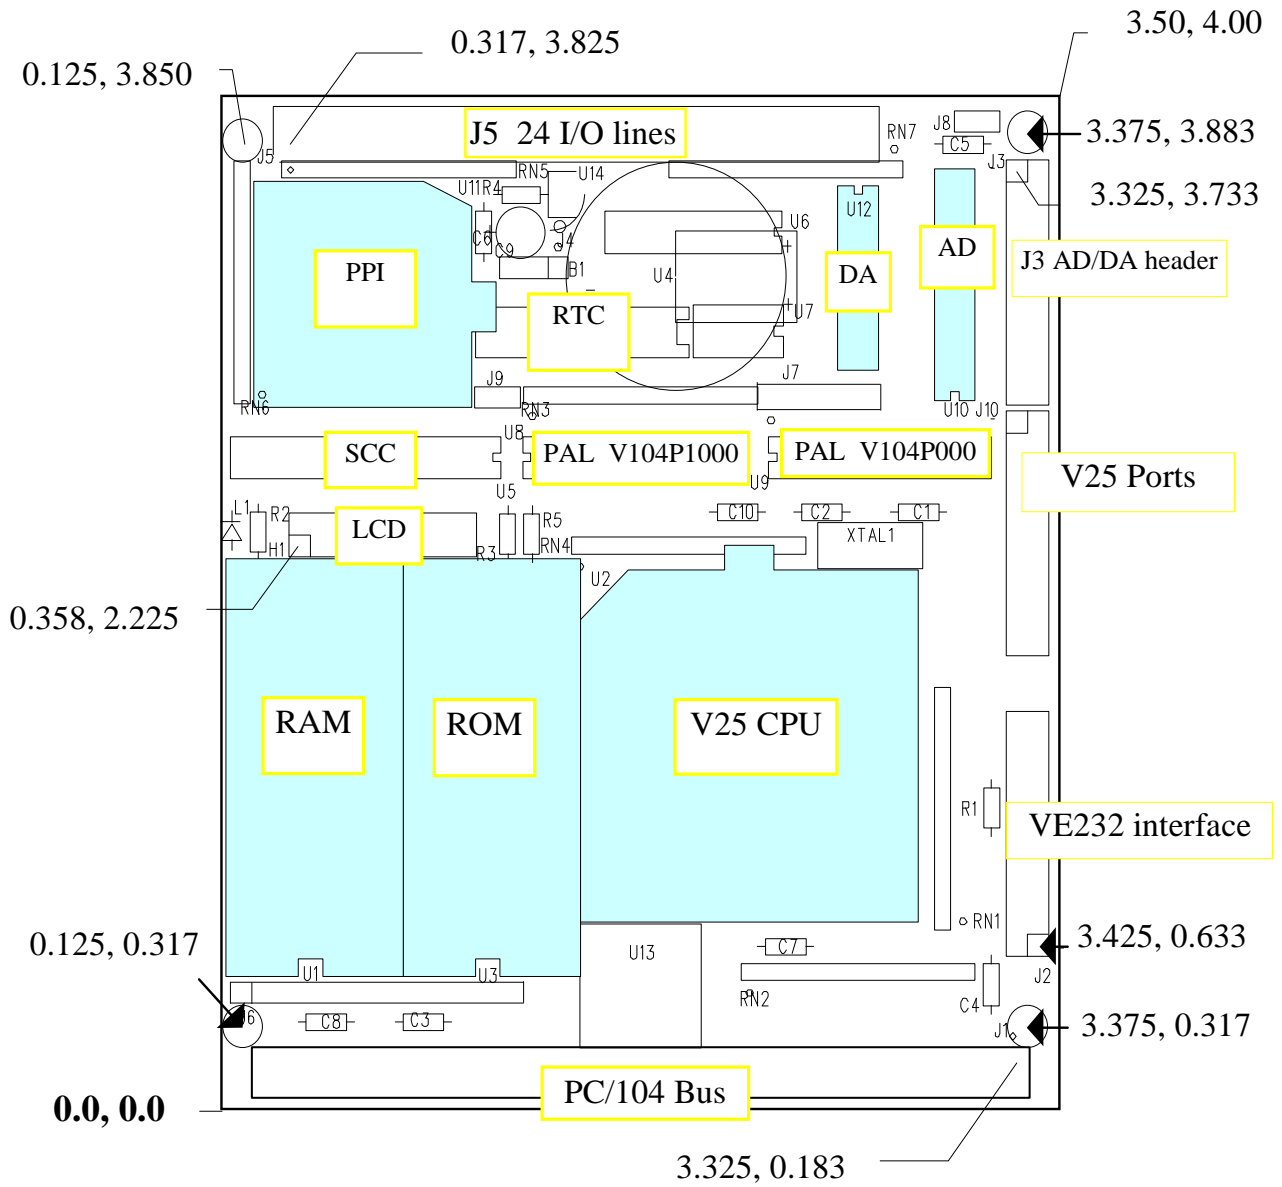 3.50, 4.00
0.317, 3.825
0.125, 3.850
J5 24 I/O lines
RN7
J8
C5
3.375, 3.883
J5
J3
RN5
U14
U11
R4
3.325, 3.733
U12
U6
C6
C9
J4
AD
J3 AD/DA header
PPI
B1
U4
DA
+
-
RTC
+
U7
J9
J7
RN6
RN3
U10
J10
U8
SCC
PAL V104P1000
PAL V104P000
V25 Ports
U9
U5
L1
R2
LCD
R5
C10
C2
C1
H1
R3
RN4
XTAL1
U2
0.358, 2.225
RAM
ROM
V25 CPU
R1
VE232 interface
RN1
0.125, 0.317
3.425, 0.633
C7
U13
U1
U3
J2
RN2
C4
J6
C8
C3
J1
3.375, 0.317
PC/104 Bus
0.0, 0.0
3.325, 0.183